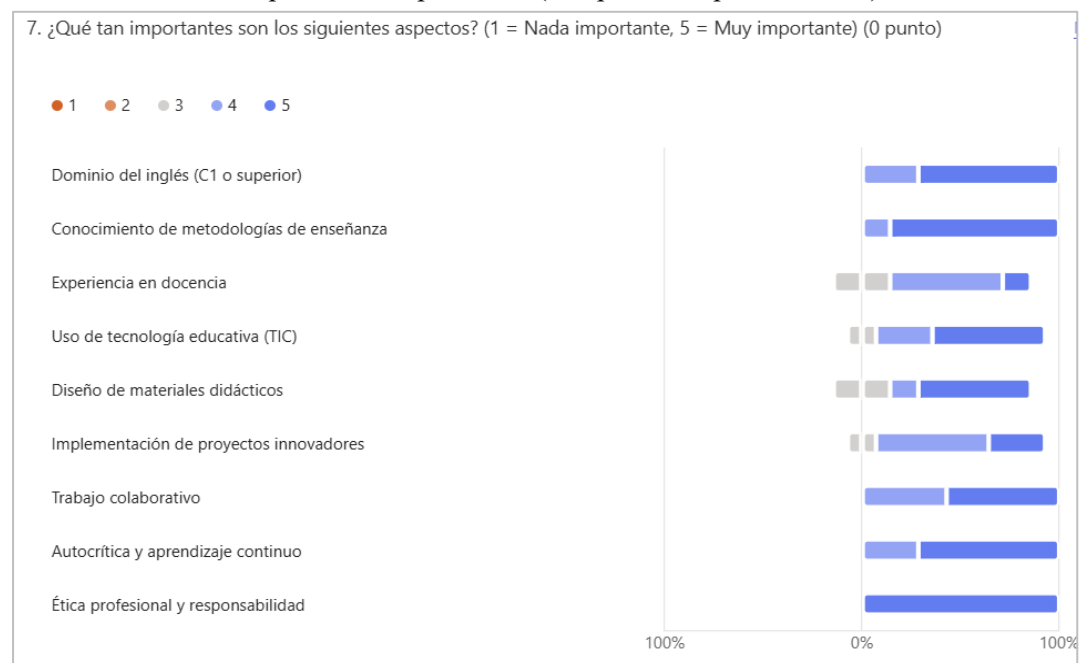 7. ¿Qué tan importantes son los siguientes aspectos? (1 = Nada importante, 5 = Muy importante) (0 punto)
1 2 3 4 5
Dominio del inglés (C1 o superior)
Conocimiento de metodologías de enseñanza
Experiencia en docencia
Uso de tecnología educativa (TIC)
Diseño de materiales didácticos
Implementación de proyectos innovadores
Trabajo colaborativo
Autocrítica y aprendizaje continuo
Ética profesional y responsabilidad
100% 0% 100%